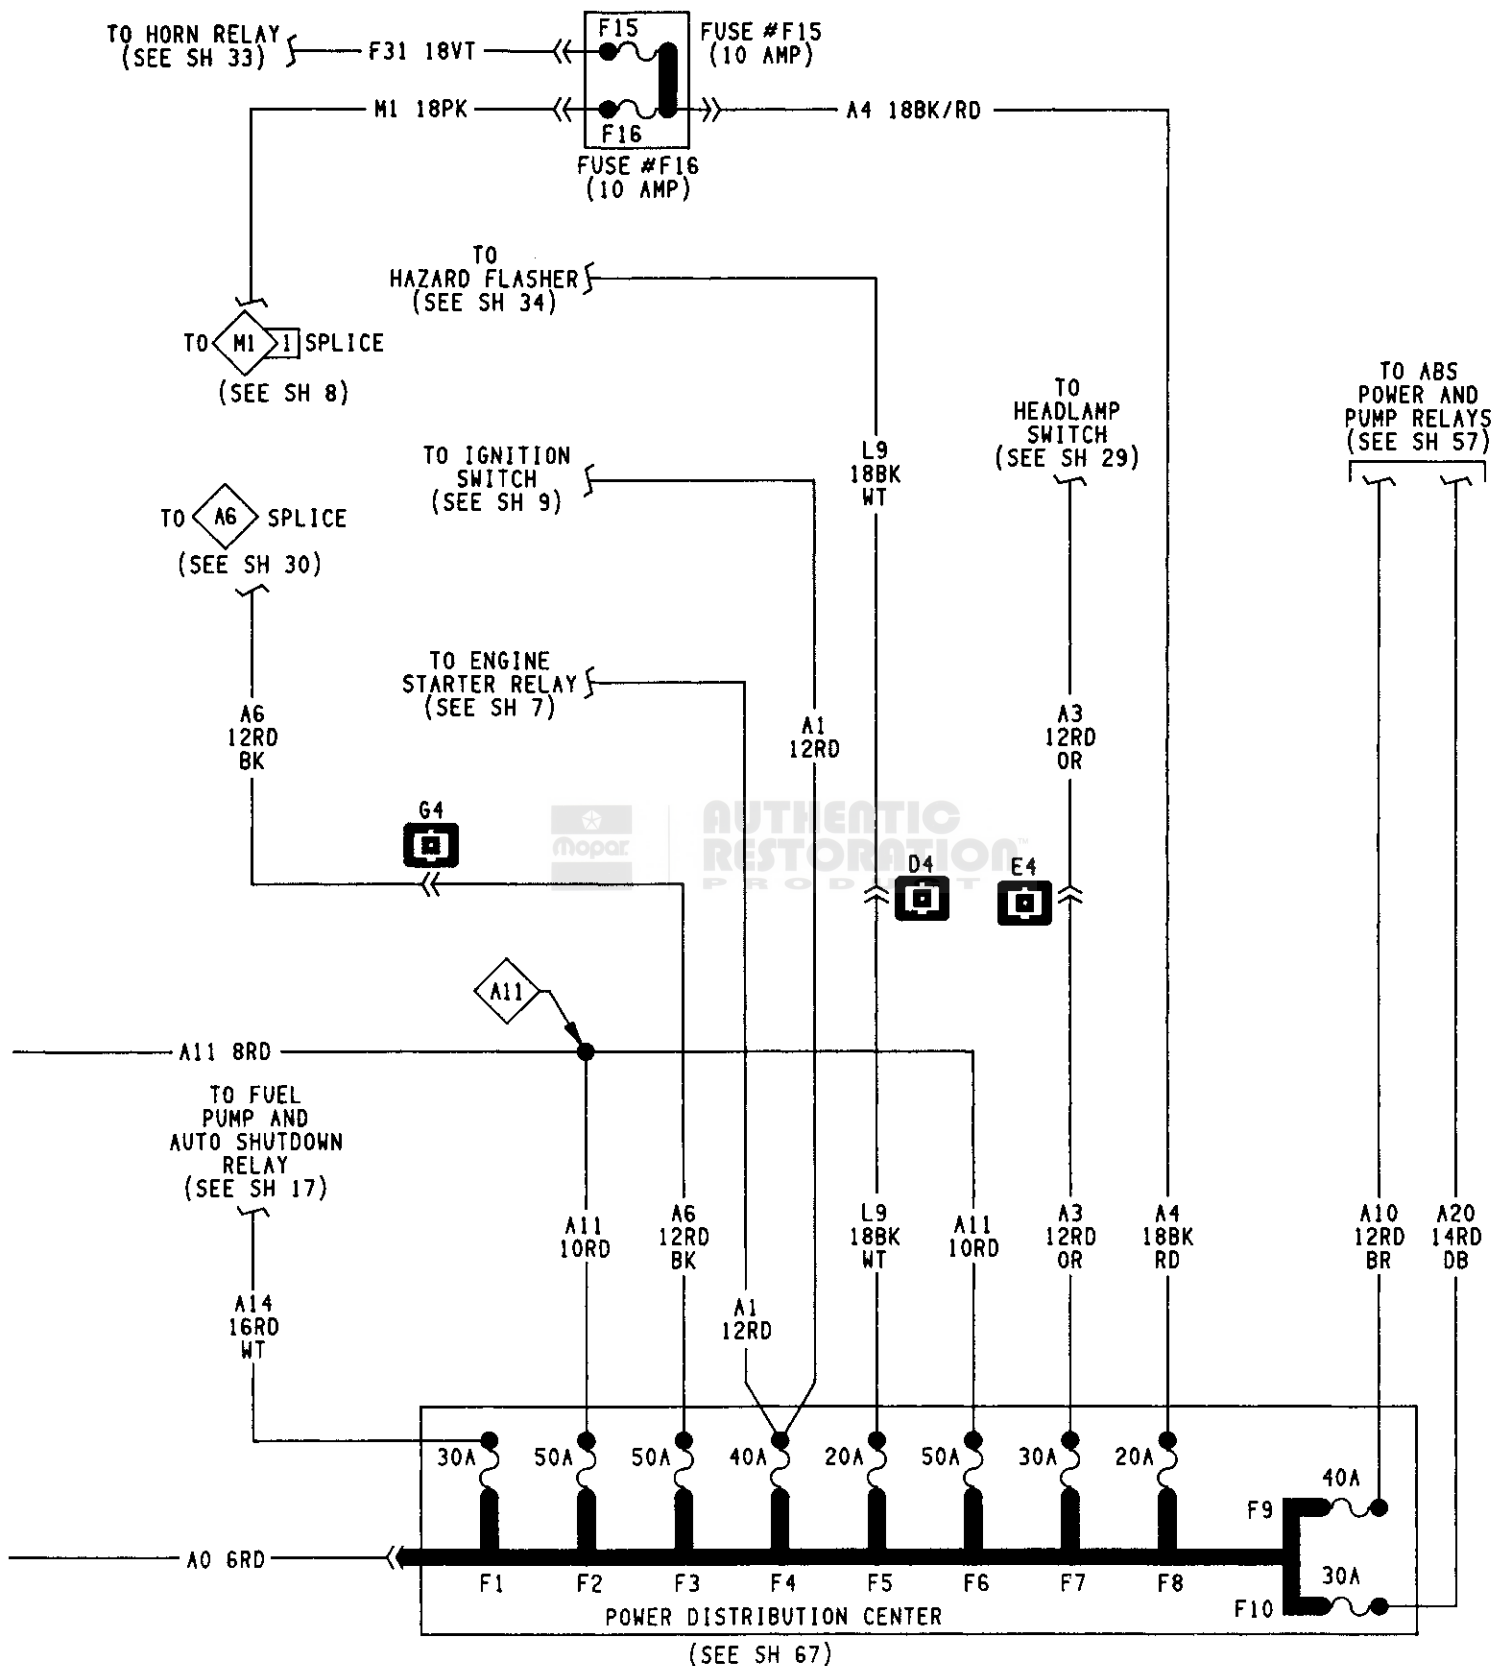 TO HORN RELAY
(SEE SH 33)
F31 18VT
F15
FUSE #F15
(10 AMP)
M1 18PK
F16
A4 18BK/RD
FUSE #F16
(10 AMP)
TO
HAZARD FLASHER
(SEE SH 34)
TO M1 1 SPLICE
(SEE SH 8)
TO ABS
POWER AND
PUMP RELAYS
(SEE SH 57)
TO
HEADLAMP
SWITCH
(SEE SH 29)
TO IGNITION
SWITCH
(SEE SH 9)
L9
18BK
WT
TO A6 SPLICE
(SEE SH 30)
TO ENGINE
STARTER RELAY
(SEE SH 7)
A6
12RD
BK
A1
12RD
A3
12RD
OR
G4
Mopar
AUTHENTIC
RESTORATION™
PRODUCT
D4
E4
A11
A11 8RD
TO FUEL
PUMP AND
AUTO SHUTDOWN
RELAY
(SEE SH 17)
A11
10RD
A6
12RD
BK
L9
18BK
WT
A11
10RD
A3
12RD
OR
A4
18BK
RD
A10
12RD
BR
A20
14RD
DB
A14
16RD
WT
A1
12RD
30A
50A
50A
40A
20A
50A
30A
20A
40A
F9
A0 6RD
F1
F2
F3
F4
F5
F6
F7
F8
30A
F10
POWER DISTRIBUTION CENTER
(SEE SH 67)